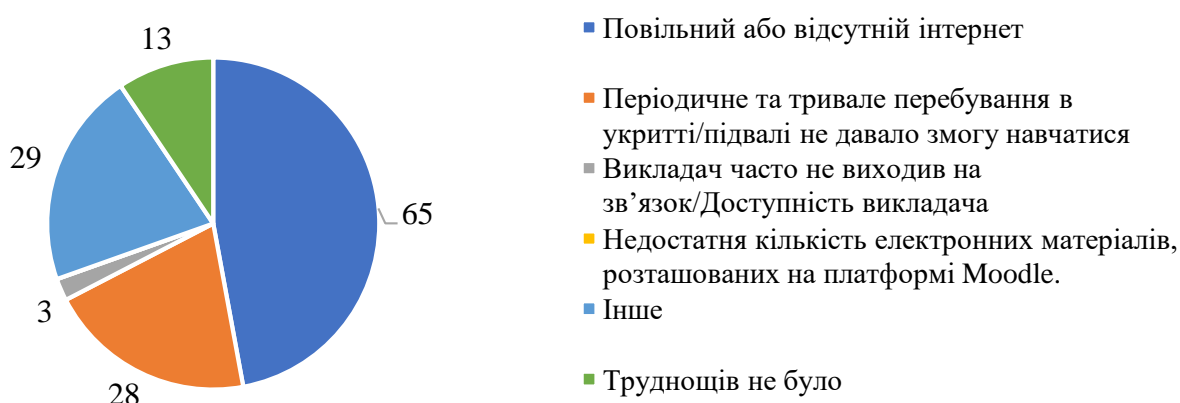 13
29
3
28
65
Повільний або відсутній інтернет
Періодичне та тривале перебування в
укритті/підвалі не давало змогу навчатися
Викладач часто не виходив на
зв’язок/Доступність викладача
Недостатня кількість електронних матеріалів,
розташованих на платформі Moodle.
Інше
Труднощів не було